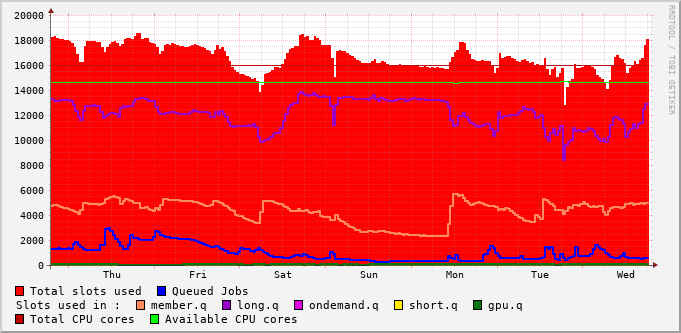 20000
18000
16000
14000
12000
10000
8000
6000
4000
2000
0
Thu Fri Sat Sun Mon Tue Wed
RRDTOOL / TOBI OETIKER
Total slots used Queued Jobs
Slots used in : member.q long.q ondemand.q short.q gpu.q
Total CPU cores Available CPU cores